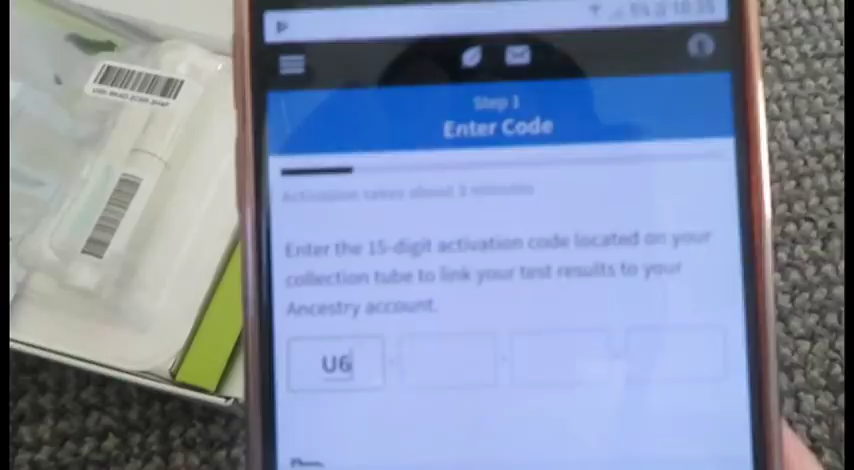 Step 1
Enter Code
Activation takes about 3 minutes
Enter the 15-digit activation code located on your
collection tube to link your test results to your
Ancestry account.
U6